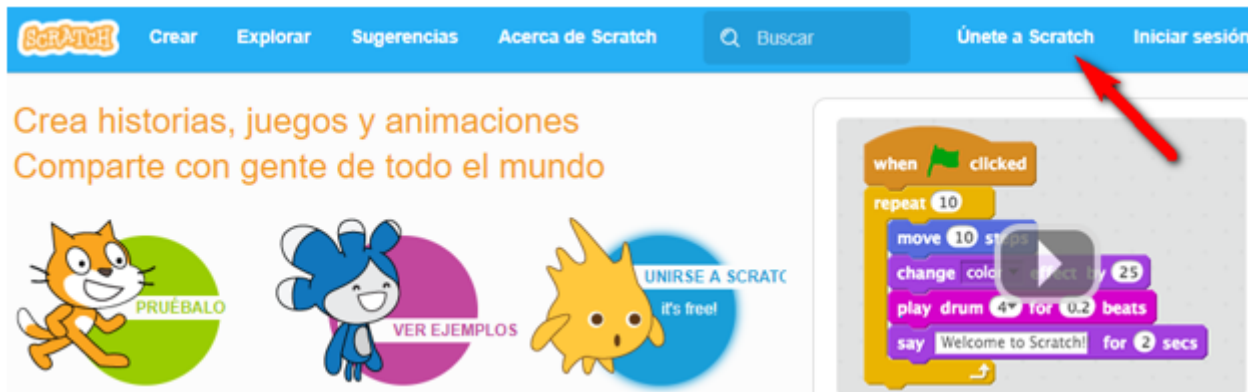 SCRATCH Crear Explorar Sugerencias Acerca de Scratch Buscar Únete a Scratch Iniciar sesión
Crea historias, juegos y animaciones
Comparte con gente de todo el mundo
PRUÉBALO
VER EJEMPLOS
UNIRSE A SCRATC
it's free!
when clicked
repeat 10
move 10 steps
change color effect by 25
play drum 4 for 0.2 beats
say Welcome to Scratch! for 2 secs